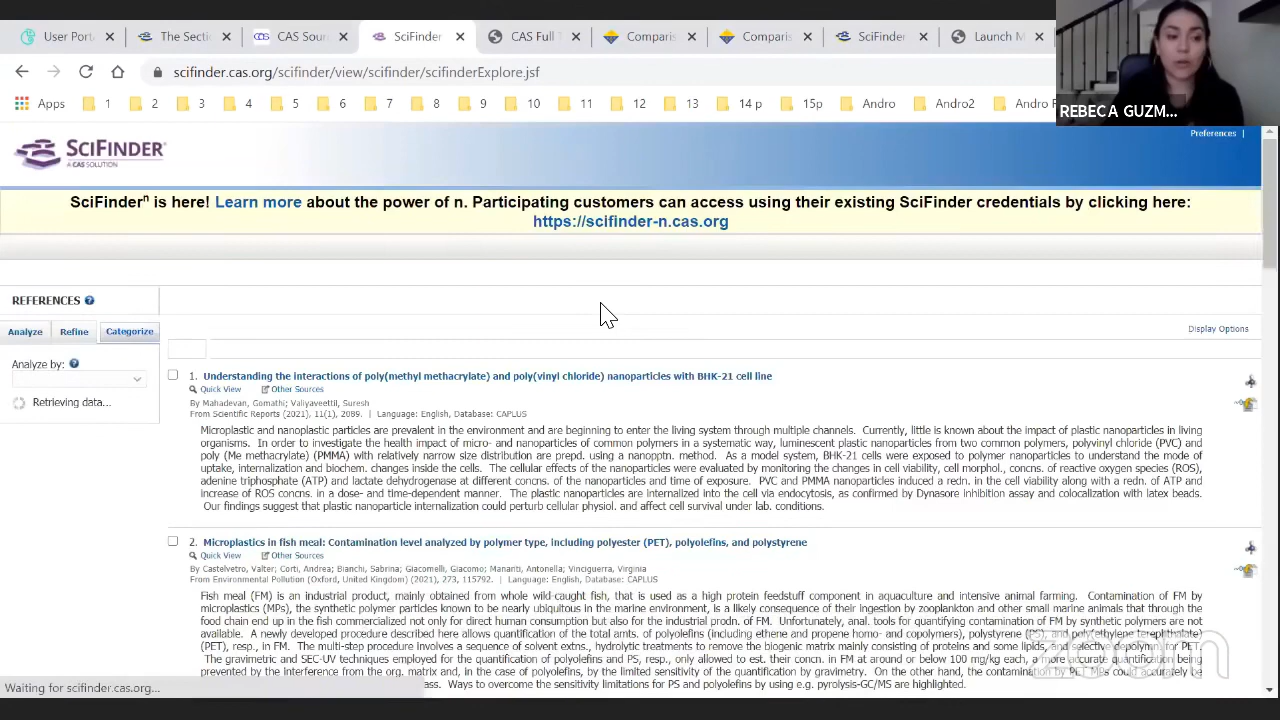 User Port
The Section
CAS Sour
SciFinder
CAS Full T
Comparis
Comparis
SciFinder
Launch M
scifinder.cas.org/scifinder/view/scifinder/scifinderExplore.jsf
Apps 1 2 3 4 5 6 7 8 9 10 11 12 13 14 p 15p Andro Andro2 Andro
REBECA GUZM...
SCIFINDER®
A CAS SOLUTION
Preferences |
SciFinderⁿ is here! Learn more about the power of n. Participating customers can access using their existing SciFinder credentials by clicking here:
https://scifinder-n.cas.org
REFERENCES
Analyze Refine Categorize
Analyze by:
Retrieving data...
Display Options
1. Understanding the interactions of poly(methyl methacrylate) and poly(vinyl chloride) nanoparticles with BHK-21 cell line
Quick View Other Sources
By Mahadevan, Gomathi; Valiyaveettil, Suresh
From Scientific Reports (2021), 11(1), 2089. | Language: English, Database: CAPLUS
Microplastic and nanoplastic particles are prevalent in the environment and are beginning to enter the living system through multiple channels. Currently, little is known about the impact of plastic nanoparticles in living
organisms. In order to investigate the health impact of micro- and nanoparticles of common polymers in a systematic way, luminescent plastic nanoparticles from two common polymers, polyvinyl chloride (PVC) and
poly (Me methacrylate) (PMMA) with relatively narrow size distribution are prepd. using a nanopptn. method. As a model system, BHK-21 cells were exposed to polymer nanoparticles to understand the mode of
uptake, internalization and biochem. changes inside the cells. The cellular effects of the nanoparticles were evaluated by monitoring the changes in cell viability, cell morphol., concns. of reactive oxygen species (ROS),
adenine triphosphate (ATP) and lactate dehydrogenase at different concns. of the nanoparticles and time of exposure. PVC and PMMA nanoparticles induced a redn. in the cell viability along with a redn. of ATP and
increase of ROS concns. in a dose- and time-dependent manner. The plastic nanoparticles are internalized into the cell via endocytosis, as confirmed by Dynasore inhibition assay and colocalization with latex beads.
Our findings suggest that plastic nanoparticle internalization could perturb cellular physiol. and affect cell survival under lab. conditions.
2. Microplastics in fish meal: Contamination level analyzed by polymer type, including polyester (PET), polyolefins, and polystyrene
Quick View Other Sources
By Castelvetro, Valter; Corti, Andrea; Bianchi, Sabrina; Giacomelli, Giacomo; Manariti, Antonella; Vinciguerra, Virginia
From Environmental Pollution (Oxford, United Kingdom) (2021), 273, 115792. | Language: English, Database: CAPLUS
Fish meal (FM) is an industrial product, mainly obtained from whole wild-caught fish, that is used as a high protein feedstuff component in aquaculture and intensive animal farming. Contamination of FM by
microplastics (MPs), the synthetic polymer particles known to be nearly ubiquitous in the marine environment, is a likely consequence of their ingestion by zooplankton and other small marine animals that through the
food chain end up in the fish commercialized not only for direct human consumption but also for the industrial prodn. of FM. Unfortunately, anal. tools for quantifying contamination of FM by synthetic polymers are not
available. A newly developed procedure described here allows quantification of the total amts. of polyolefins (including ethene and propene homo- and copolymers), polystyrene (PS), and poly(ethylene terephthalate)
(PET), resp., in FM. The multi-step procedure involves a sequence of solvent extns., hydrolytic treatments to remove the biogenic matrix mainly consisting of proteins and some lipids, and selective depolymn. for PET.
The gravimetric and SEC-UV techniques employed for the quantification of polyolefins and PS, resp., only allowed to est. their concn. in FM at around or below 100 mg/kg each, a more accurate quantification being
prevented by the interference from the org. matrix and, in the case of polyolefins, by the limited sensitivity of the quantification by gravimetry. On the other hand, the contamination by PET MPs could accurately be
ass. Ways to overcome the sensitivity limitations for PS and polyolefins by using e.g. pyrolysis-GC/MS are highlighted.
zoom
Waiting for scifinder.cas.org...